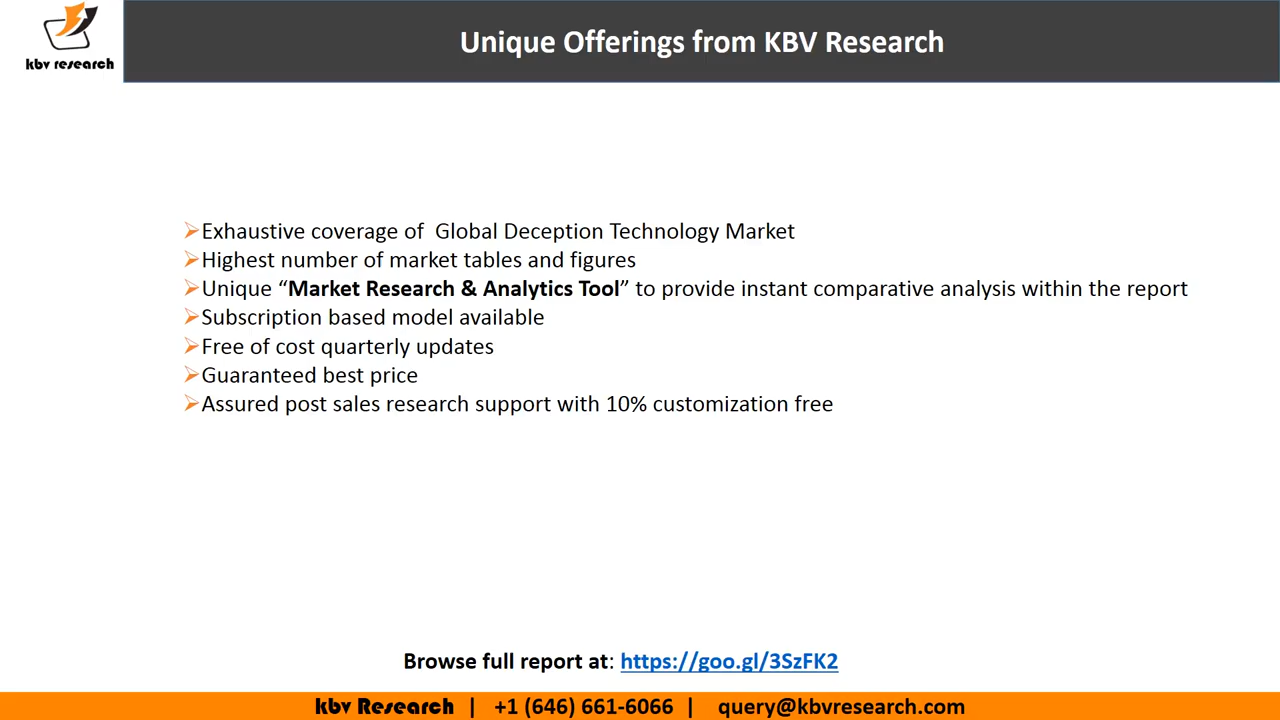 kbv research
Unique Offerings from KBV Research
➢Exhaustive coverage of  Global Deception Technology Market
➢Highest number of market tables and figures
➢Unique “Market Research & Analytics Tool” to provide instant comparative analysis within the report
➢Subscription based model available
➢Free of cost quarterly updates
➢Guaranteed best price
➢Assured post sales research support with 10% customization free
Browse full report at: https://goo.gl/3SzFK2
kbv Research | +1 (646) 661-6066 | query@kbvresearch.com